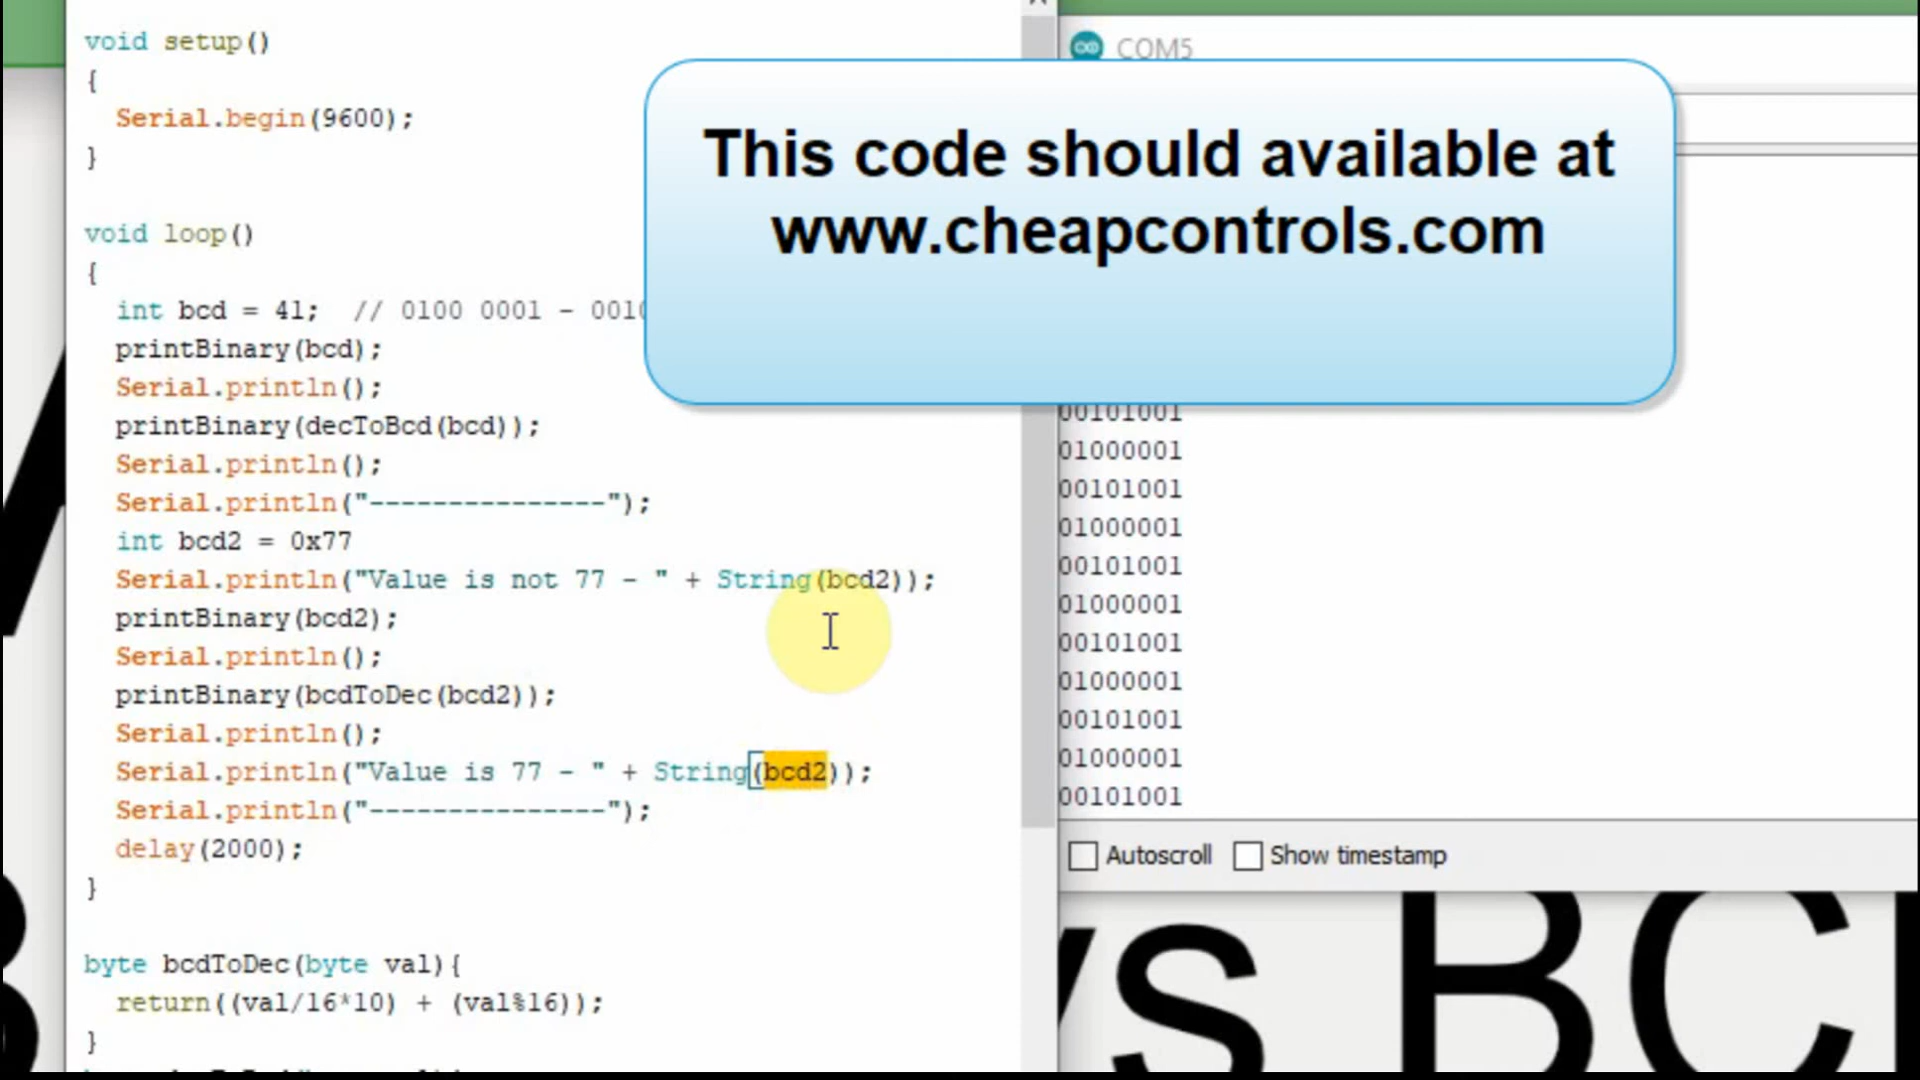 void setup()
{
Serial.begin(9600);
}
void loop()
{
int bcd = 41; // 0100 0001 - 0010
printBinary(bcd);
Serial.println();
printBinary(decToBcd(bcd));
Serial.println();
Serial.println("---------------");
int bcd2 = 0x77
Serial.println("Value is not 77 - " + String(bcd2));
printBinary(bcd2);
Serial.println();
printBinary(bcdToDec(bcd2));
Serial.println();
Serial.println("Value is 77 - " + String(bcd2));
Serial.println("---------------");
delay(2000);
}
byte bcdToDec(byte val){
return((val/16*10) + (val%16));
}
COM5
This code should available at
www.cheapcontrols.com
00101001
01000001
00101001
01000001
00101001
01000001
00101001
01000001
00101001
01000001
00101001
Autoscroll Show timestamp
ys BC